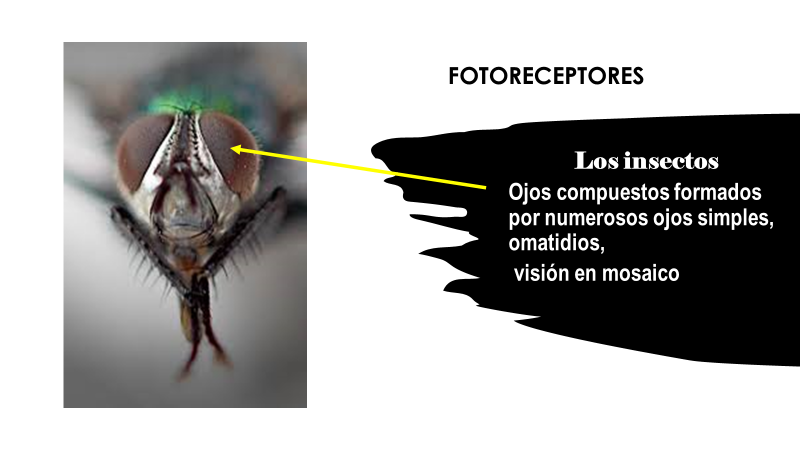 FOTORECEPTORES
Los insectos
Ojos compuestos formados
por numerosos ojos simples,
omatidios,
visión en mosaico